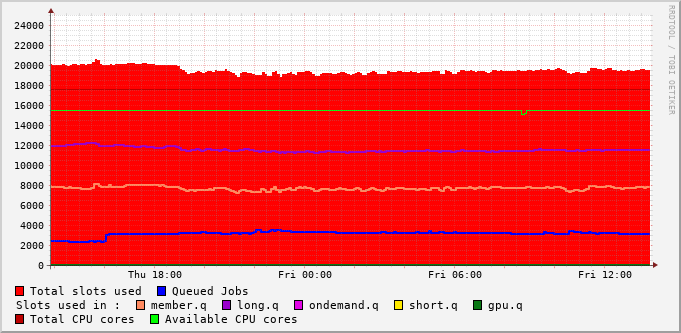 24000
22000
20000
18000
16000
14000
12000
10000
8000
6000
4000
2000
0
Thu 18:00 Fri 00:00 Fri 06:00 Fri 12:00
RRDTOOL / TOBI OETIKER
Total slots used Queued Jobs
Slots used in : member.q long.q ondemand.q short.q gpu.q
Total CPU cores Available CPU cores